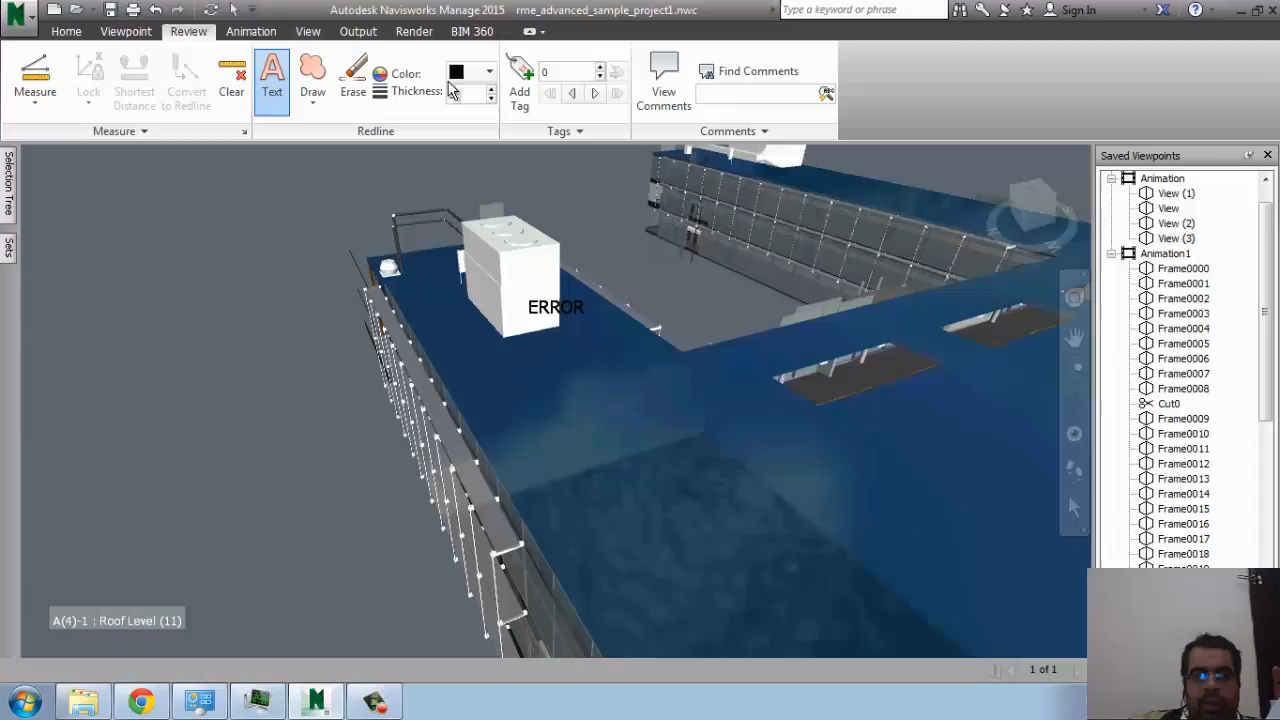 Autodesk Navisworks Manage 2015 rme_advanced_sample_project1.nwc
Type a keyword or phrase
Sign In
Home Viewpoint Review Animation View Output Render BIM 360
Measure
Lock
Shortest Distance
Convert to Redline
Clear
Text
Draw
Erase
Color:
Thickness:
Add Tag
0
View Comments
Find Comments
Measure Redline Tags Comments
Selection Tree
Sets
Saved Viewpoints
Animation
View (1)
View
View (2)
View (3)
Animation1
Frame0000
Frame0001
Frame0002
Frame0003
Frame0004
Frame0005
Frame0006
Frame0007
Frame0008
Cut0
Frame0009
Frame0010
Frame0011
Frame0012
Frame0013
Frame0014
Frame0015
Frame0016
Frame0017
Frame0018
ERROR
A(4)-1 : Roof Level (11)
1 of 1